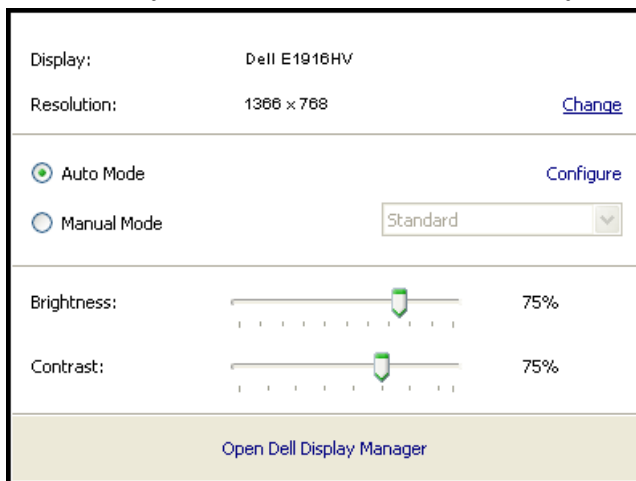 Display: Dell E1916HV
Resolution: 1366 x 768 Change
Auto Mode Configure
Manual Mode Standard
Brightness: 75%
Contrast: 75%
Open Dell Display Manager